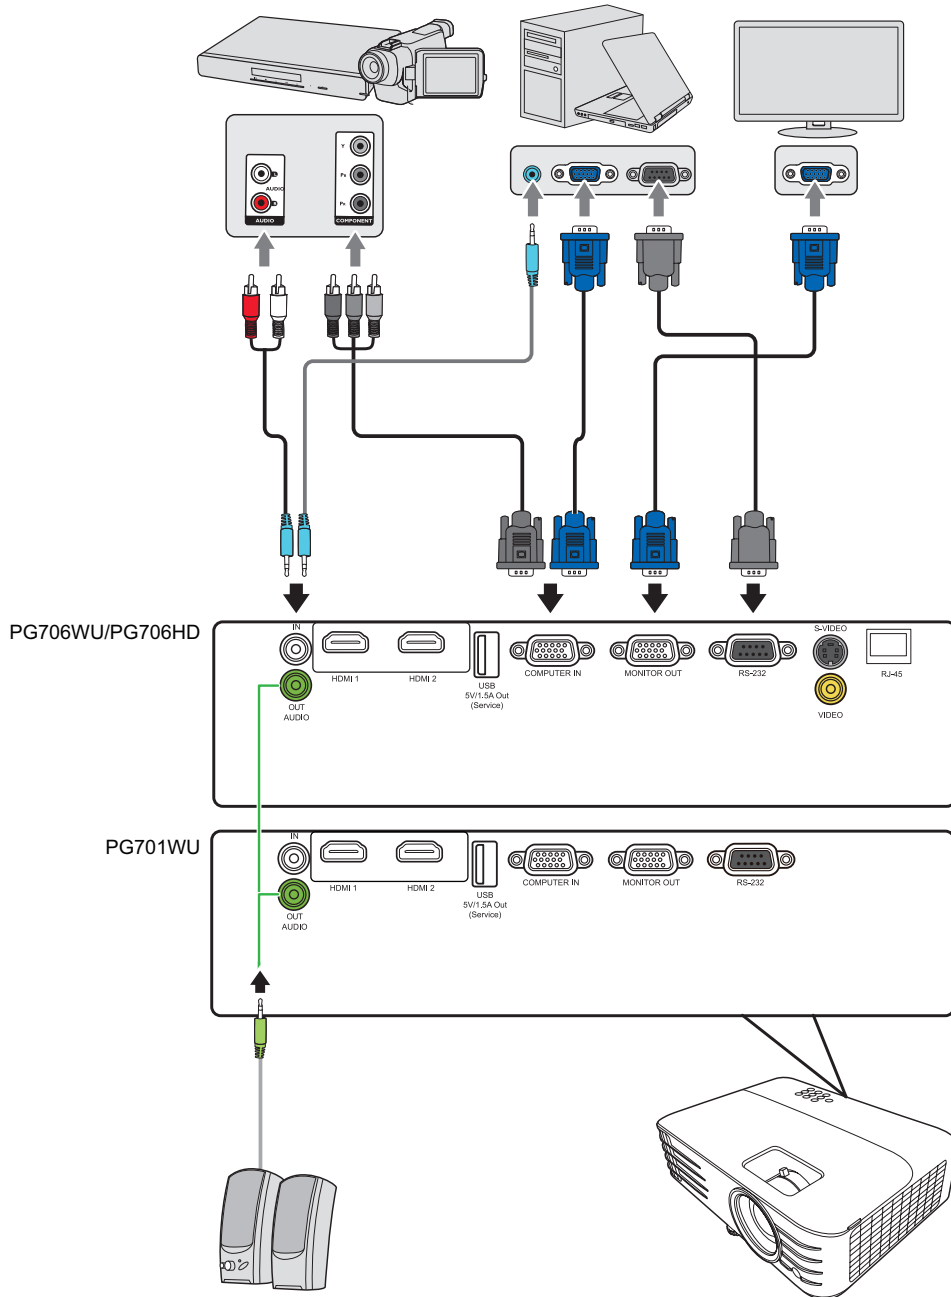 Y
PB
PR
AUDIO
AUDIO
COMPONENT
PG706WU/PG706HD
IN
OUT
AUDIO
HDMI 1
HDMI 2
USB
5V/1.5A Out
(Service)
COMPUTER IN
MONITOR OUT
RS-232
S-VIDEO
VIDEO
RJ-45
PG701WU
IN
OUT
AUDIO
HDMI 1
HDMI 2
USB
5V/1.5A Out
(Service)
COMPUTER IN
MONITOR OUT
RS-232